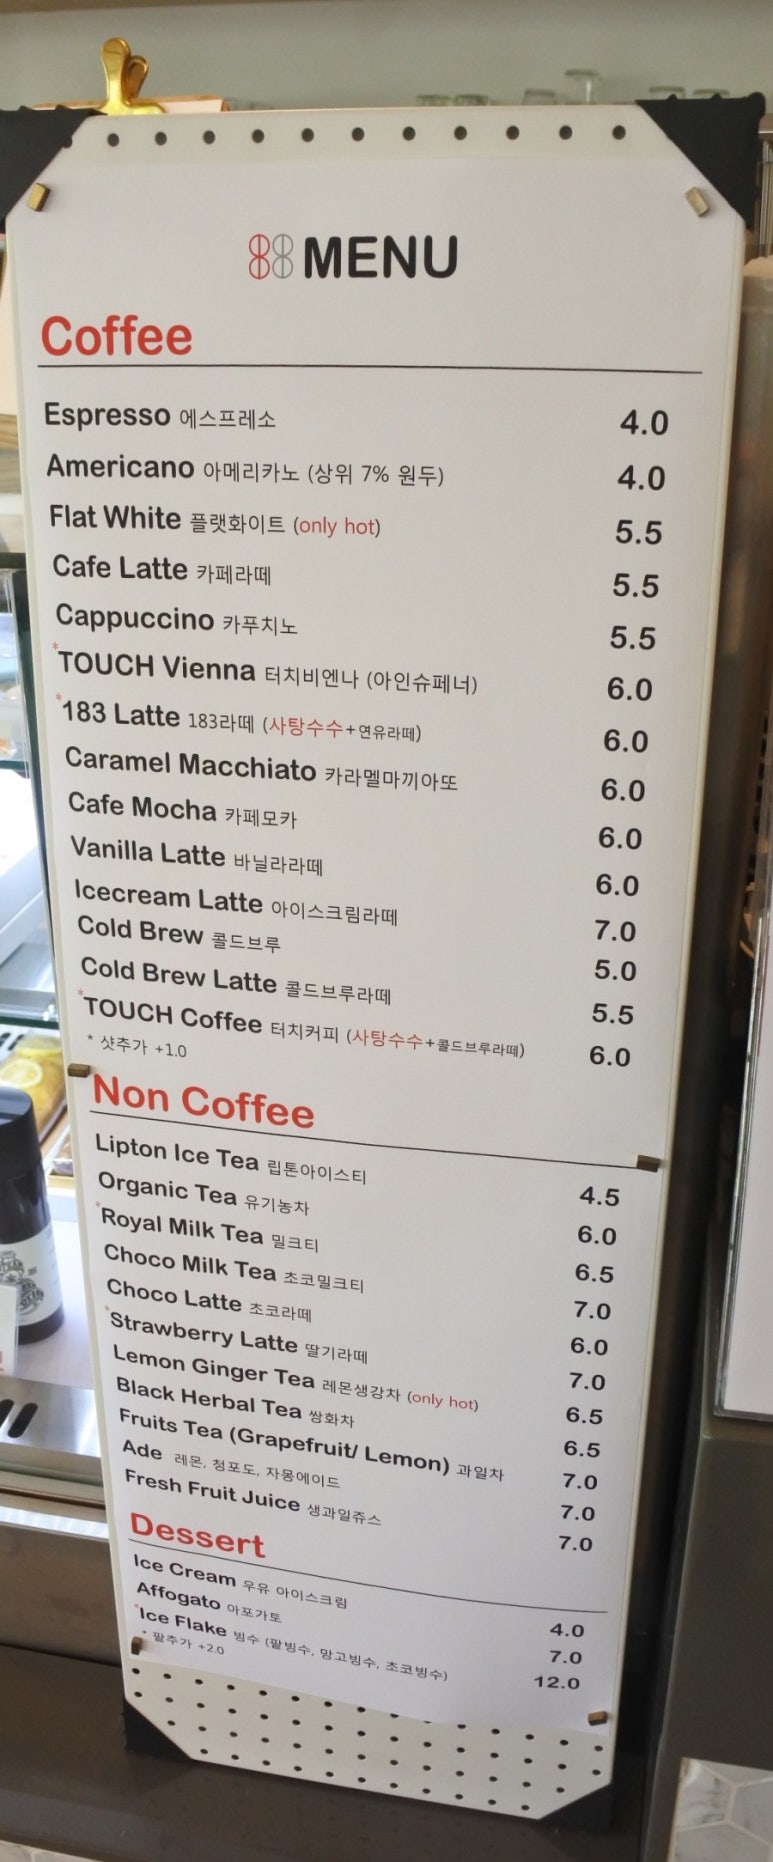 MENU
Coffee
Espresso 에스프레소 4.0
Americano 아메리카노 (상위 7% 원두) 4.0
Flat White 플랫화이트 (only hot) 5.5
Cafe Latte 카페라떼 5.5
Cappuccino 카푸치노 5.5
*TOUCH Vienna 터치비엔나 (아인슈페너) 6.0
*183 Latte 183라떼 (사탕수수+연유라떼) 6.0
Caramel Macchiato 카라멜마끼아또 6.0
Cafe Mocha 카페모카 6.0
Vanilla Latte 바닐라라떼 6.0
Icecream Latte 아이스크림라떼 7.0
Cold Brew 콜드브루 5.0
Cold Brew Latte 콜드브루라떼 5.5
*TOUCH Coffee 터치커피 (사탕수수+콜드브루라떼) 6.0
* 샷추가 +1.0
Non Coffee
Lipton Ice Tea 립톤아이스티 4.5
Organic Tea 유기농차 6.0
*Royal Milk Tea 밀크티 6.5
Choco Milk Tea 초코밀크티 7.0
Choco Latte 초코라떼 6.0
*Strawberry Latte 딸기라떼 7.0
Lemon Ginger Tea 레몬생강차 (only hot) 6.5
Black Herbal Tea 쌍화차 6.5
Fruits Tea (Grapefruit/ Lemon) 과일차 7.0
Ade 레몬, 청포도, 자몽에이드 7.0
Fresh Fruit Juice 생과일쥬스 7.0
Dessert
Ice Cream 우유 아이스크림 4.0
Affogato 아포가토 7.0
*Ice Flake 빙수 (팥빙수, 망고빙수, 초코빙수) 12.0
* 팥추가 +2.0